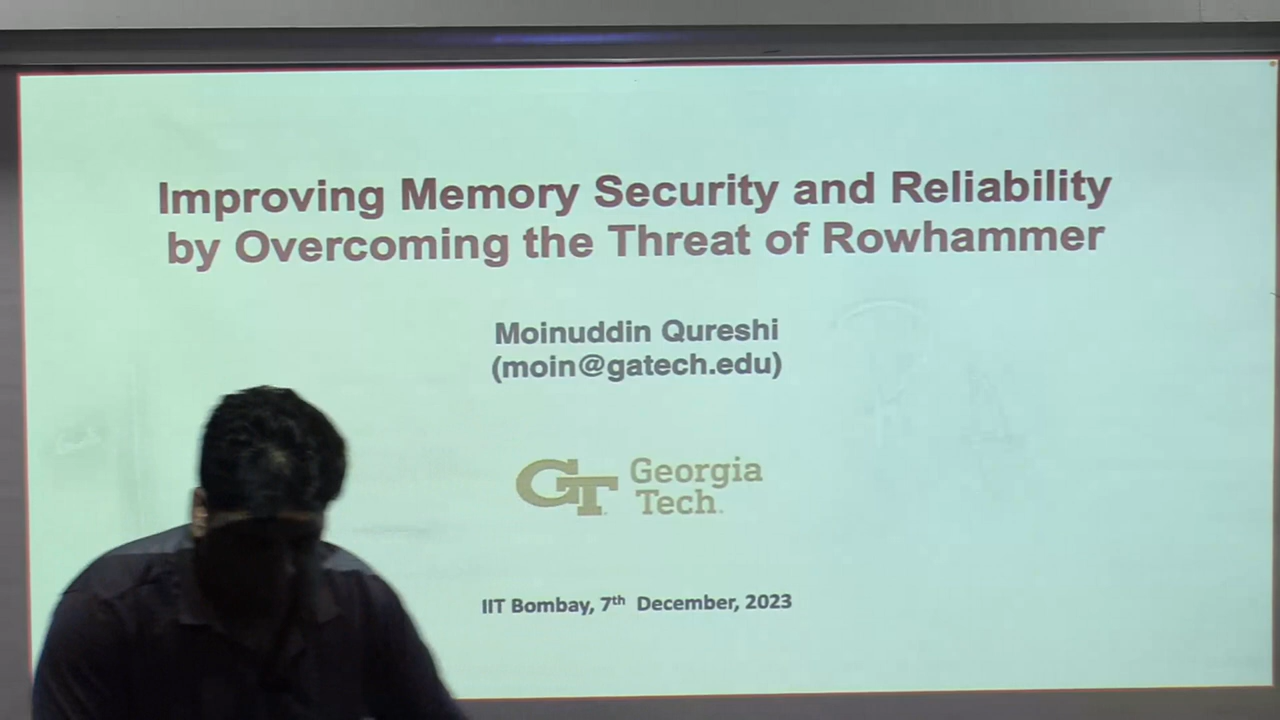 Improving Memory Security and Reliability
by Overcoming the Threat of Rowhammer
Moinuddin Qureshi
(moin@gatech.edu)
GT Georgia
Tech.
IIT Bombay, 7th December, 2023